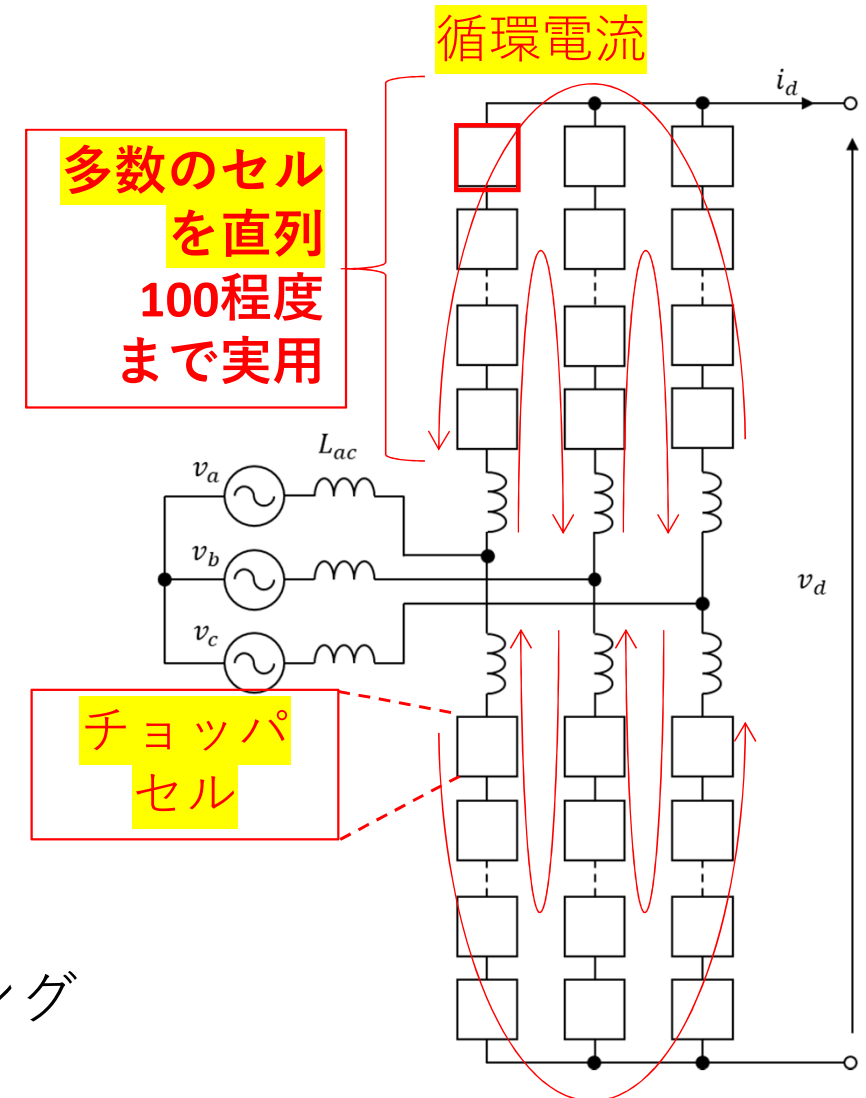 循環電流
i_d
多数のセル
を直列
100程度
まで実用
L_ac
v_a
v_b
v_c
v_d
チョッパ
セル
ング